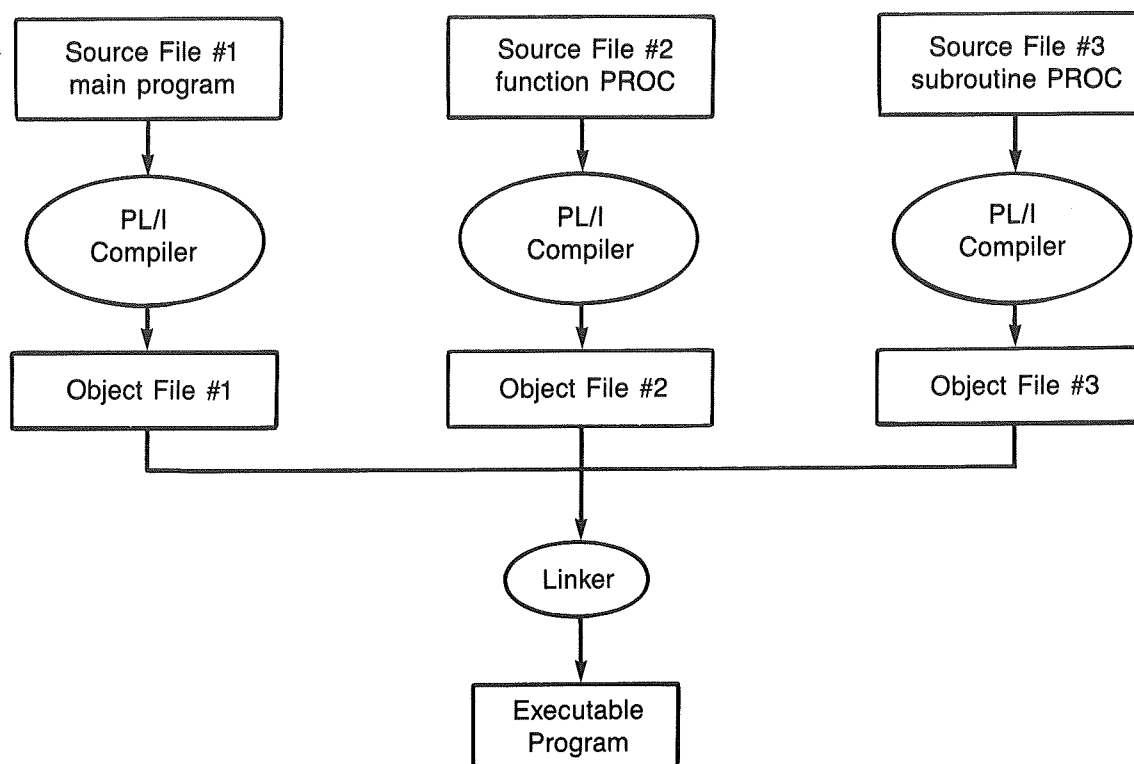 Source File #1
main program
Source File #2
function PROC
Source File #3
subroutine PROC
PL/I
Compiler
PL/I
Compiler
PL/I
Compiler
Object File #1
Object File #2
Object File #3
Linker
Executable
Program